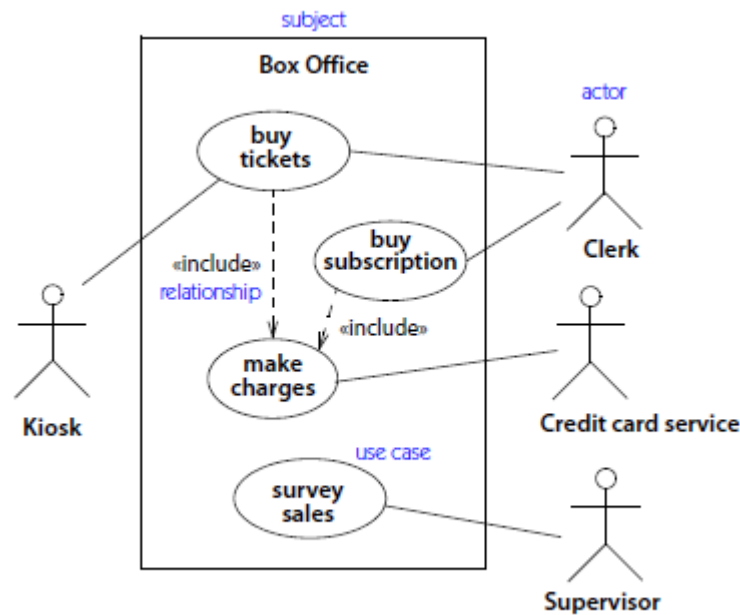 subject
Box Office
actor
buy
tickets
buy
subscription
Clerk
«include»
relationship
«include»
make
charges
Kiosk
Credit card service
use case
survey
sales
Supervisor